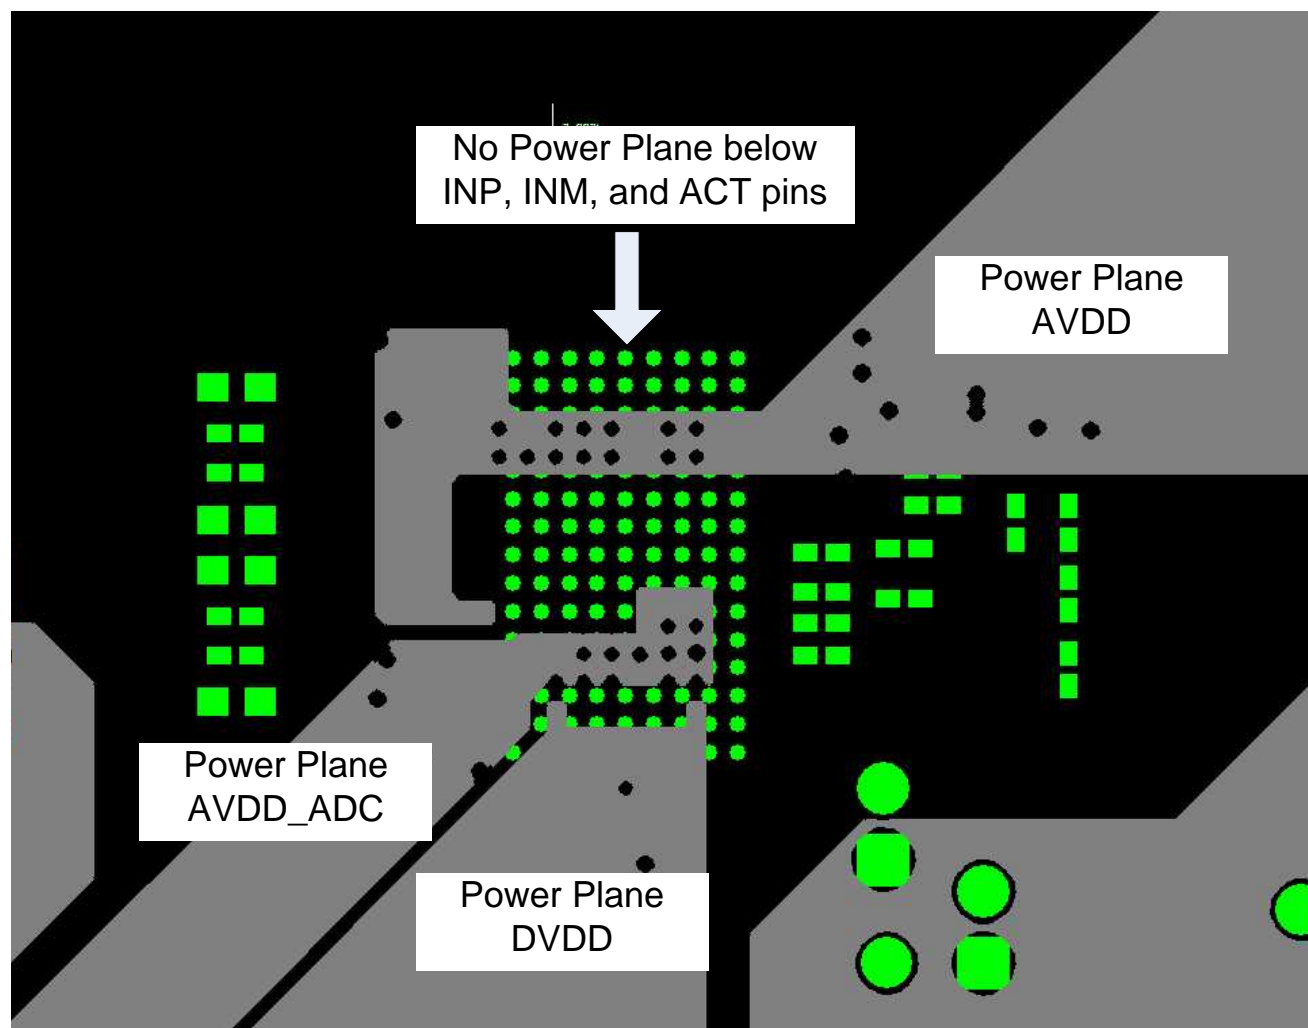 No Power Plane below
INP, INM, and ACT pins
Power Plane
AVDD
Power Plane
AVDD_ADC
Power Plane
DVDD